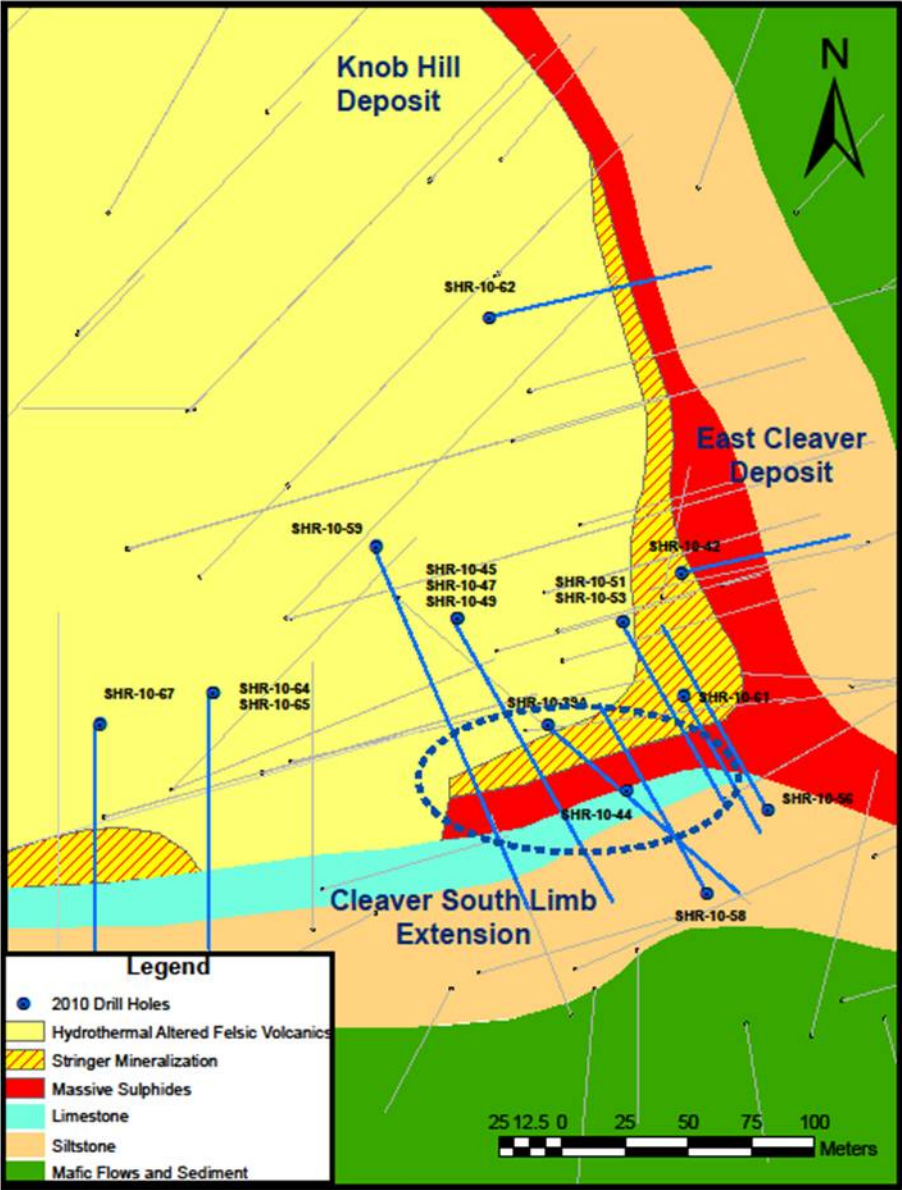 Knob Hill
Deposit
N
SHR-10-62
East Cleaver
Deposit
SHR-10-59
SHR-10-42
SHR-10-45
SHR-10-47
SHR-10-49
SHR-10-51
SHR-10-53
SHR-10-67
SHR-10-64
SHR-10-65
SHR-10-39A
SHR-10-61
SHR-10-44
SHR-10-56
Cleaver South Limb
Extension
SHR-10-58
Legend
2010 Drill Holes
Hydrothermal Altered Felsic Volcanics
Stringer Mineralization
Massive Sulphides
Limestone
Siltstone
Mafic Flows and Sediment
25 12.5 0 25 50 75 100
Meters